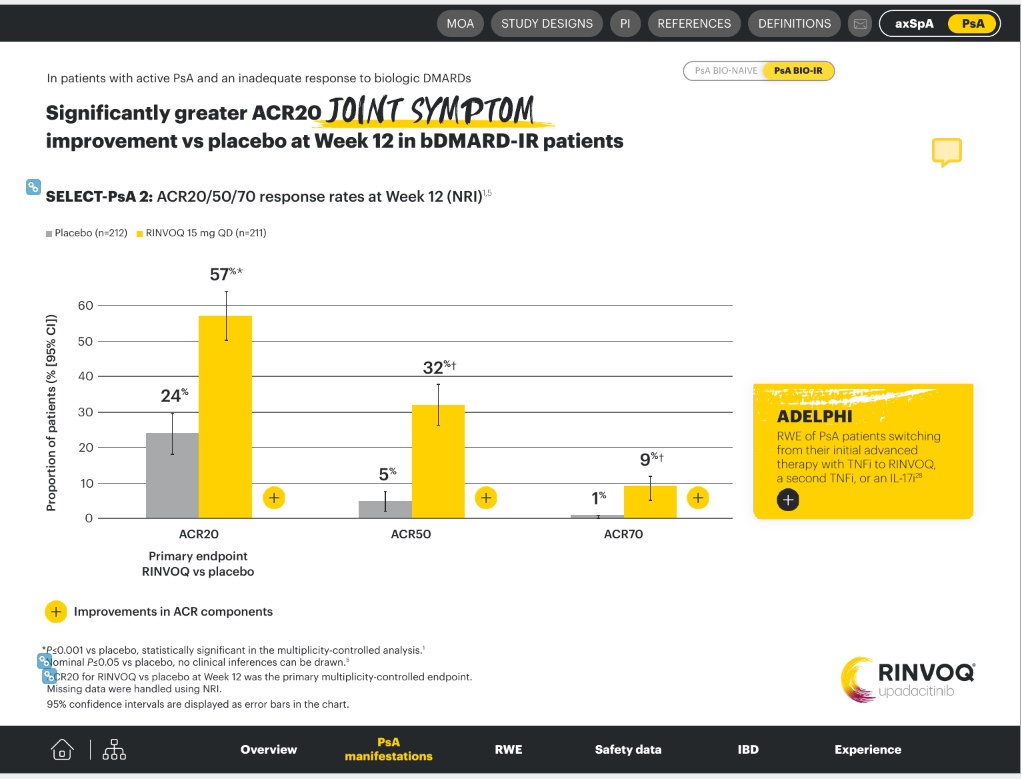 MOA STUDY DESIGNS PI REFERENCES DEFINITIONS axSpA PsA
In patients with active PsA and an inadequate response to biologic DMARDs
PsA BIO-NAIVE PsA BIO-IR
Significantly greater ACR20 JOINT SYMPTOM
improvement vs placebo at Week 12 in bDMARD-IR patients
SELECT-PsA 2: ACR20/50/70 response rates at Week 12 (NRI)1,5
Placebo (n=212) RINVOQ 15 mg QD (n=211)
Proportion of patients (% [95% CI])
60
50
40
30
20
10
0
24%
57%*
5%
32%†
1%
9%†
ACR20
ACR50
ACR70
Primary endpoint
RINVOQ vs placebo
ADELPHI
RWE of PsA patients switching
from their initial advanced
therapy with TNFi to RINVOQ,
a second TNFi, or an IL-17i28
+ Improvements in ACR components
*P≤0.001 vs placebo, statistically significant in the multiplicity-controlled analysis.1
Nominal P≤0.05 vs placebo, no clinical inferences can be drawn.5
ACR20 for RINVOQ vs placebo at Week 12 was the primary multiplicity-controlled endpoint.
Missing data were handled using NRI.
95% confidence intervals are displayed as error bars in the chart.
RINVOQ®
upadacitinib
Overview PsA manifestations RWE Safety data IBD Experience